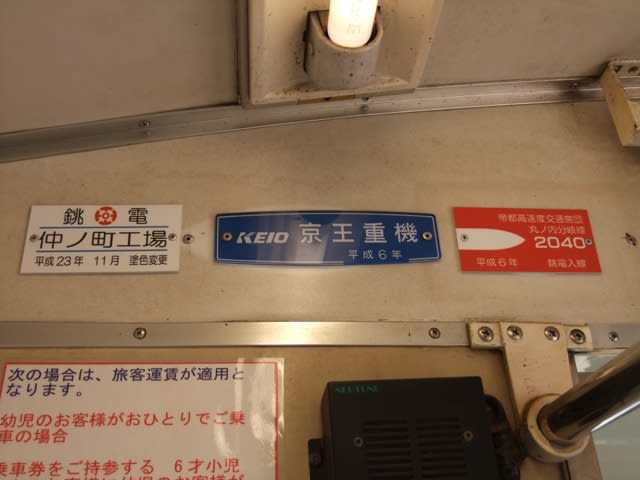 銚 電
仲ノ町工場
平成23年 11月 塗色変更
KEIO 京王重機
平成6年
帝都高速度交通営団
丸ノ内分岐線
2040
平成6年 銚電入線
次の場合は、旅客運賃が適用と
なります。
幼児のお客様がおひとりでご乗
車の場合
乗車券をご持参する 6才小児
NEPTUNE